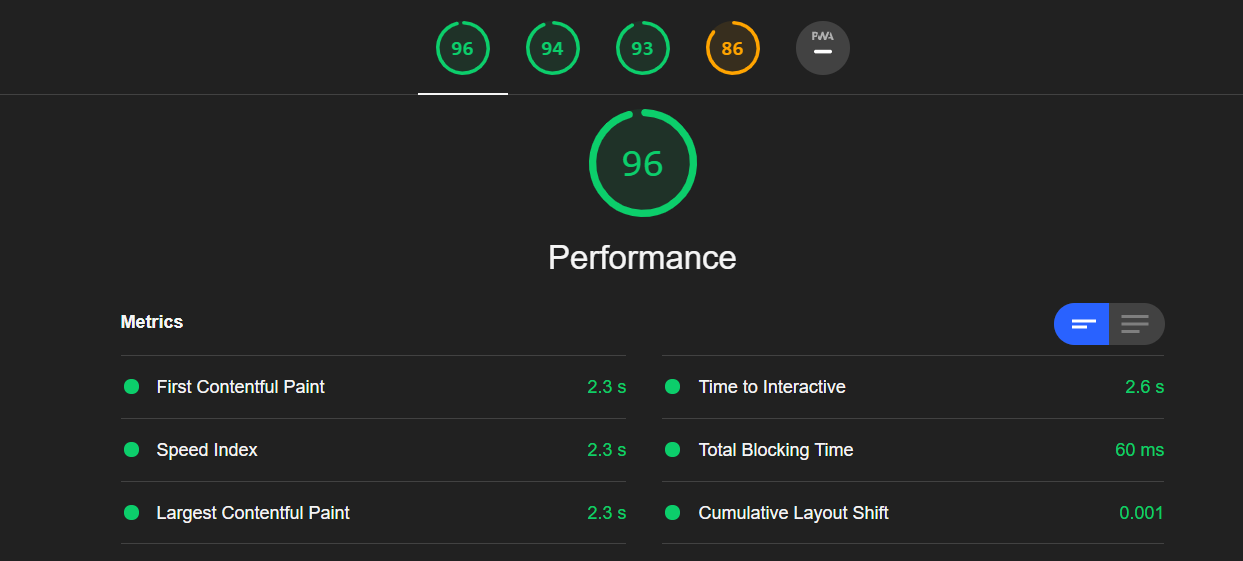 96 94 93 86 PWA
96
Performance
Metrics
First Contentful Paint 2.3 s
Time to Interactive 2.6 s
Speed Index 2.3 s
Total Blocking Time 60 ms
Largest Contentful Paint 2.3 s
Cumulative Layout Shift 0.001